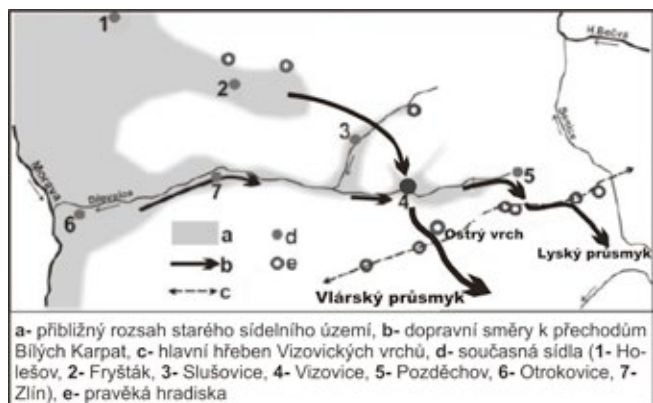 1
H.Bečva
2
Senice
3
Morava
Dřevnice
7
5
4
6
Ostrý vrch
a d
b e
c
Lyský průsmyk
Vlárský průsmyk
a- přibližný rozsah starého sídelního území, b- dopravní směry k přechodům
Bílých Karpat, c- hlavní hřeben Vizovických vrchů, d- současná sídla (1- Ho-
lešov, 2- Fryšták, 3- Slušovice, 4- Vizovice, 5- Pozděchov, 6- Otrokovice, 7-
Zlín), e- pravěká hradiska